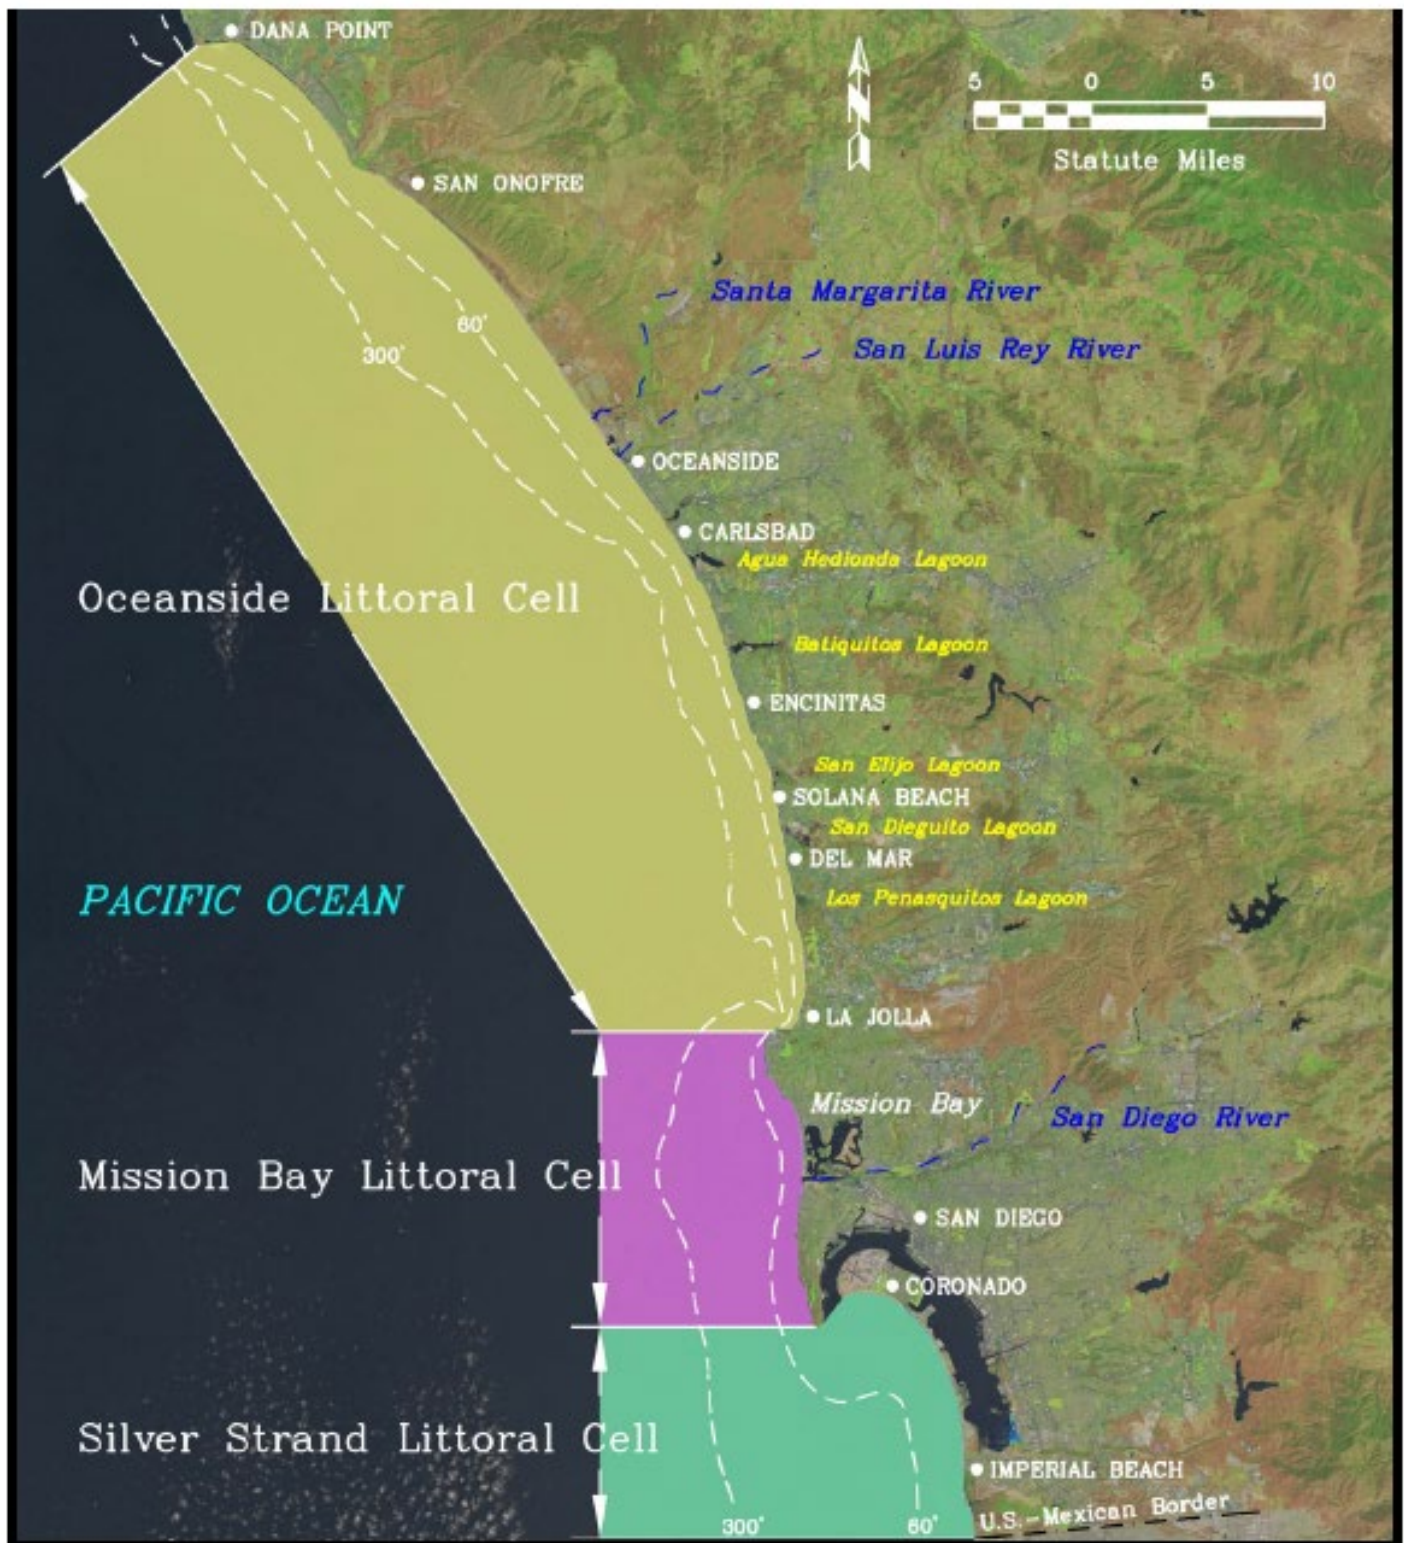 DANA POINT
5 0 5 10
Statute Miles
N
SAN ONOFRE
Santa Margarita River
60'
San Luis Rey River
300'
OCEANSIDE
CARLSBAD
Agua Hedionda Lagoon
Oceanside Littoral Cell
Batiquitos Lagoon
ENCINITAS
San Elijo Lagoon
SOLANA BEACH
San Dieguito Lagoon
DEL MAR
PACIFIC OCEAN
Los Penasquitos Lagoon
LA JOLLA
Mission Bay
San Diego River
Mission Bay Littoral Cell
SAN DIEGO
CORONADO
Silver Strand Littoral Cell
IMPERIAL BEACH
U.S.-Mexican Border
300'
60'